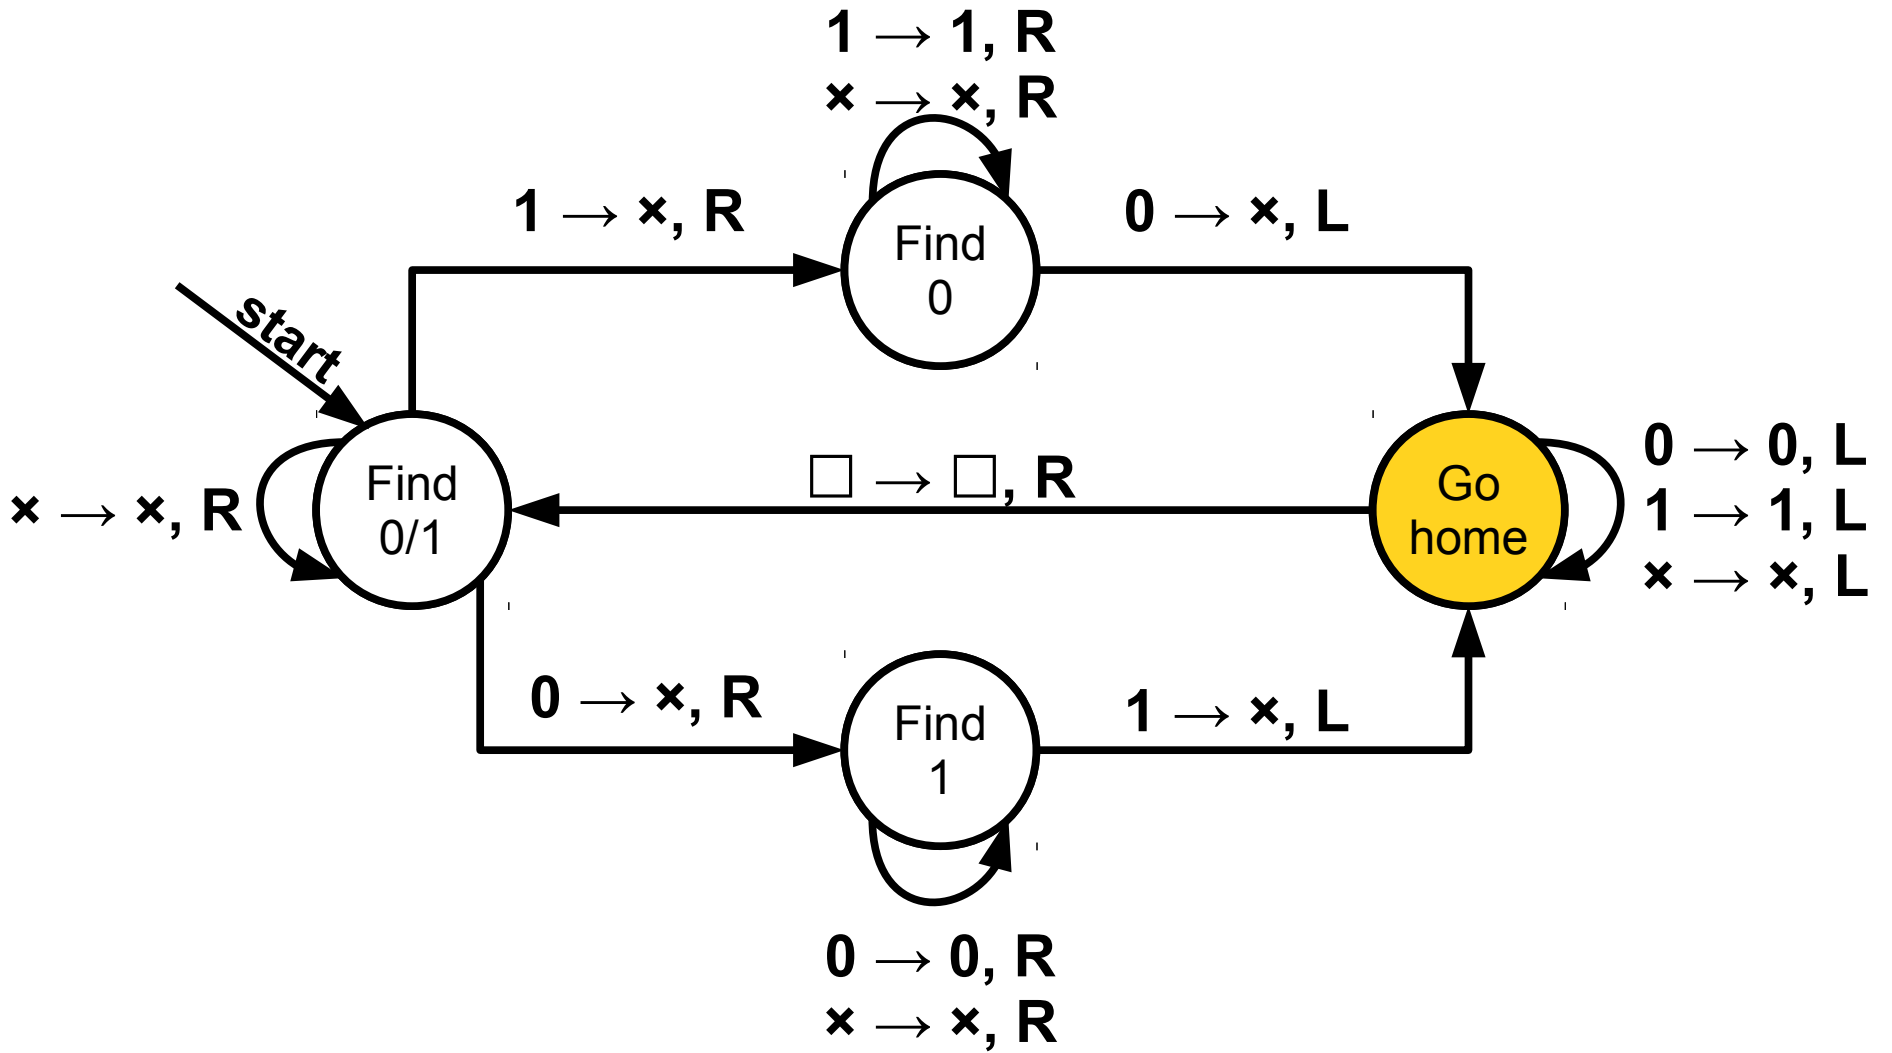 1 → 1, R
× → ×, R
1 → ×, R
0 → ×, L
Find
0
start
Find
0/1
× → ×, R
□ → □, R
Go
home
0 → 0, L
1 → 1, L
× → ×, L
0 → ×, R
1 → ×, L
Find
1
0 → 0, R
× → ×, R